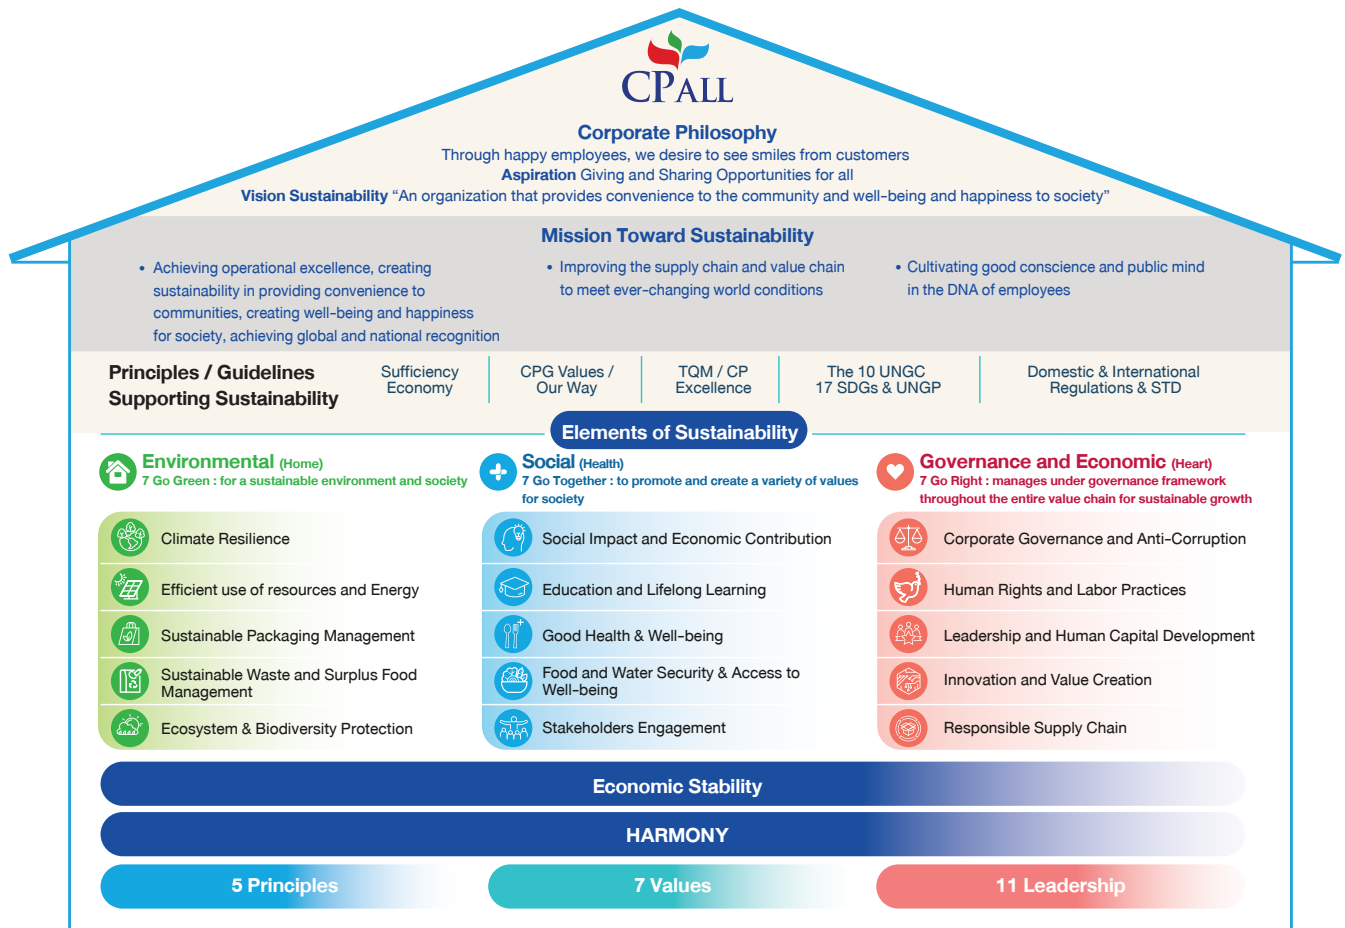 CPALL
Corporate Philosophy
Through happy employees, we desire to see smiles from customers
Aspiration Giving and Sharing Opportunities for all
Vision Sustainability “An organization that provides convenience to the community and well-being and happiness to society”
Mission Toward Sustainability
• Achieving operational excellence, creating
sustainability in providing convenience to
communities, creating well-being and happiness
for society, achieving global and national recognition
• Improving the supply chain and value chain
to meet ever-changing world conditions
• Cultivating good conscience and public mind
in the DNA of employees
Principles / Guidelines
Supporting Sustainability
Sufficiency
Economy
CPG Values /
Our Way
TQM / CP
Excellence
The 10 UNGC
17 SDGs & UNGP
Domestic & International
Regulations & STD
Elements of Sustainability
Environmental (Home)
7 Go Green : for a sustainable environment and society
Climate Resilience
Efficient use of resources and Energy
Sustainable Packaging Management
Sustainable Waste and Surplus Food
Management
Ecosystem & Biodiversity Protection
Social (Health)
7 Go Together : to promote and create a variety of values
for society
Social Impact and Economic Contribution
Education and Lifelong Learning
Good Health & Well-being
Food and Water Security & Access to
Well-being
Stakeholders Engagement
Governance and Economic (Heart)
7 Go Right : manages under governance framework
throughout the entire value chain for sustainable growth
Corporate Governance and Anti-Corruption
Human Rights and Labor Practices
Leadership and Human Capital Development
Innovation and Value Creation
Responsible Supply Chain
Economic Stability
HARMONY
5 Principles
7 Values
11 Leadership